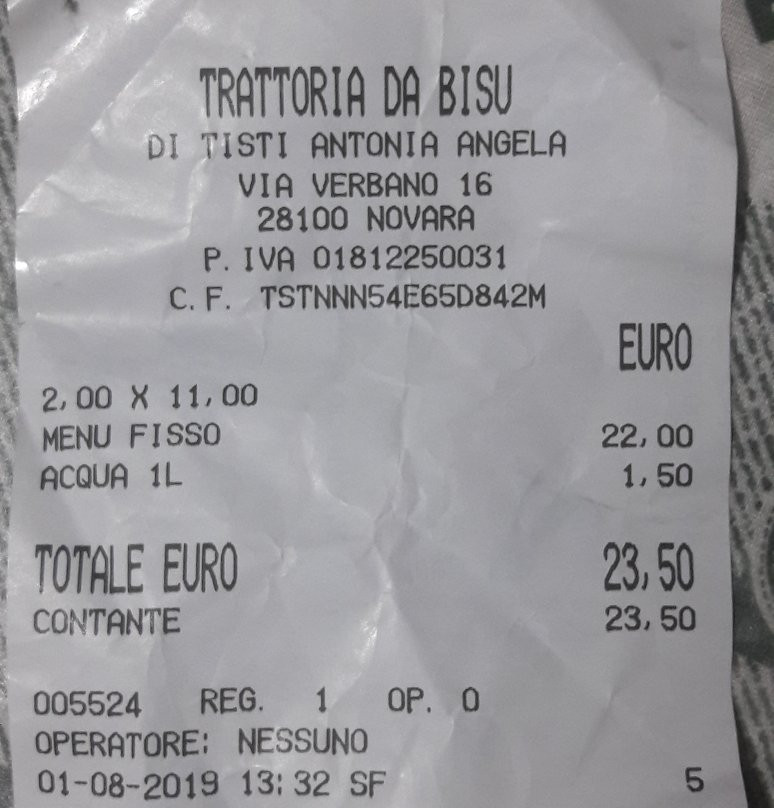 TRATTORIA DA BISU
DI TISTI ANTONIA ANGELA
VIA VERBANO 16
28100 NOVARA
P. IVA 01812250031
C. F. TSTNNN54E65D842M
EURO
2,00 X 11,00
MENU FISSO 22,00
ACQUA 1L 1,50
TOTALE EURO 23,50
CONTANTE 23,50
005524 REG. 1 OP. 0
OPERATORE: NESSUNO
01-08-2019 13:32 SF 5